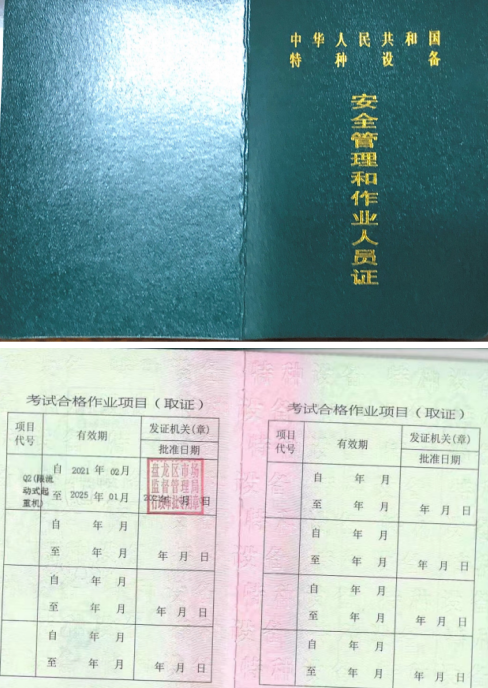 中华人民共和国
特种设备
安全管理和作业人员证
考试合格作业项目（取证）
项目代号 有效期 发证机关(章)
批准日期
Q2(限流动式起重机)
自 2021 年 02 月
至 2025 年 01 月
盘龙区市场
监督管理局
行政审批专用章
自 年 月
至 年 月 年 月 日
自 年 月
至 年 月 年 月 日
自 年 月
至 年 月 年 月 日
考试合格作业项目（取证）
项目代号 有效期 发证机关(章)
批准日期
自 年 月
至 年 月 年 月 日
自 年 月
至 年 月 年 月 日
自 年 月
至 年 月 年 月 日
自 年 月
至 年 月 年 月 日